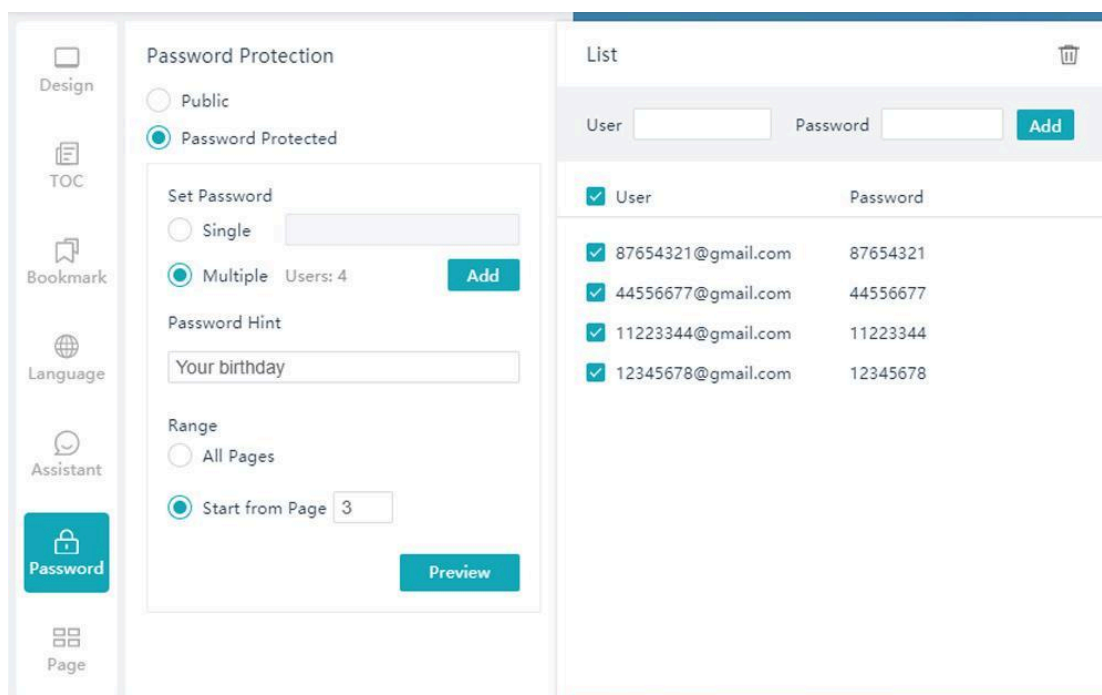 Design
TOC
Bookmark
Language
Assistant
Password
Page
Password Protection
Public
Password Protected
Set Password
Single
Multiple Users: 4 Add
Password Hint
Your birthday
Range
All Pages
Start from Page 3
Preview
List
User Password Add
User Password
87654321@gmail.com 87654321
44556677@gmail.com 44556677
11223344@gmail.com 11223344
12345678@gmail.com 12345678